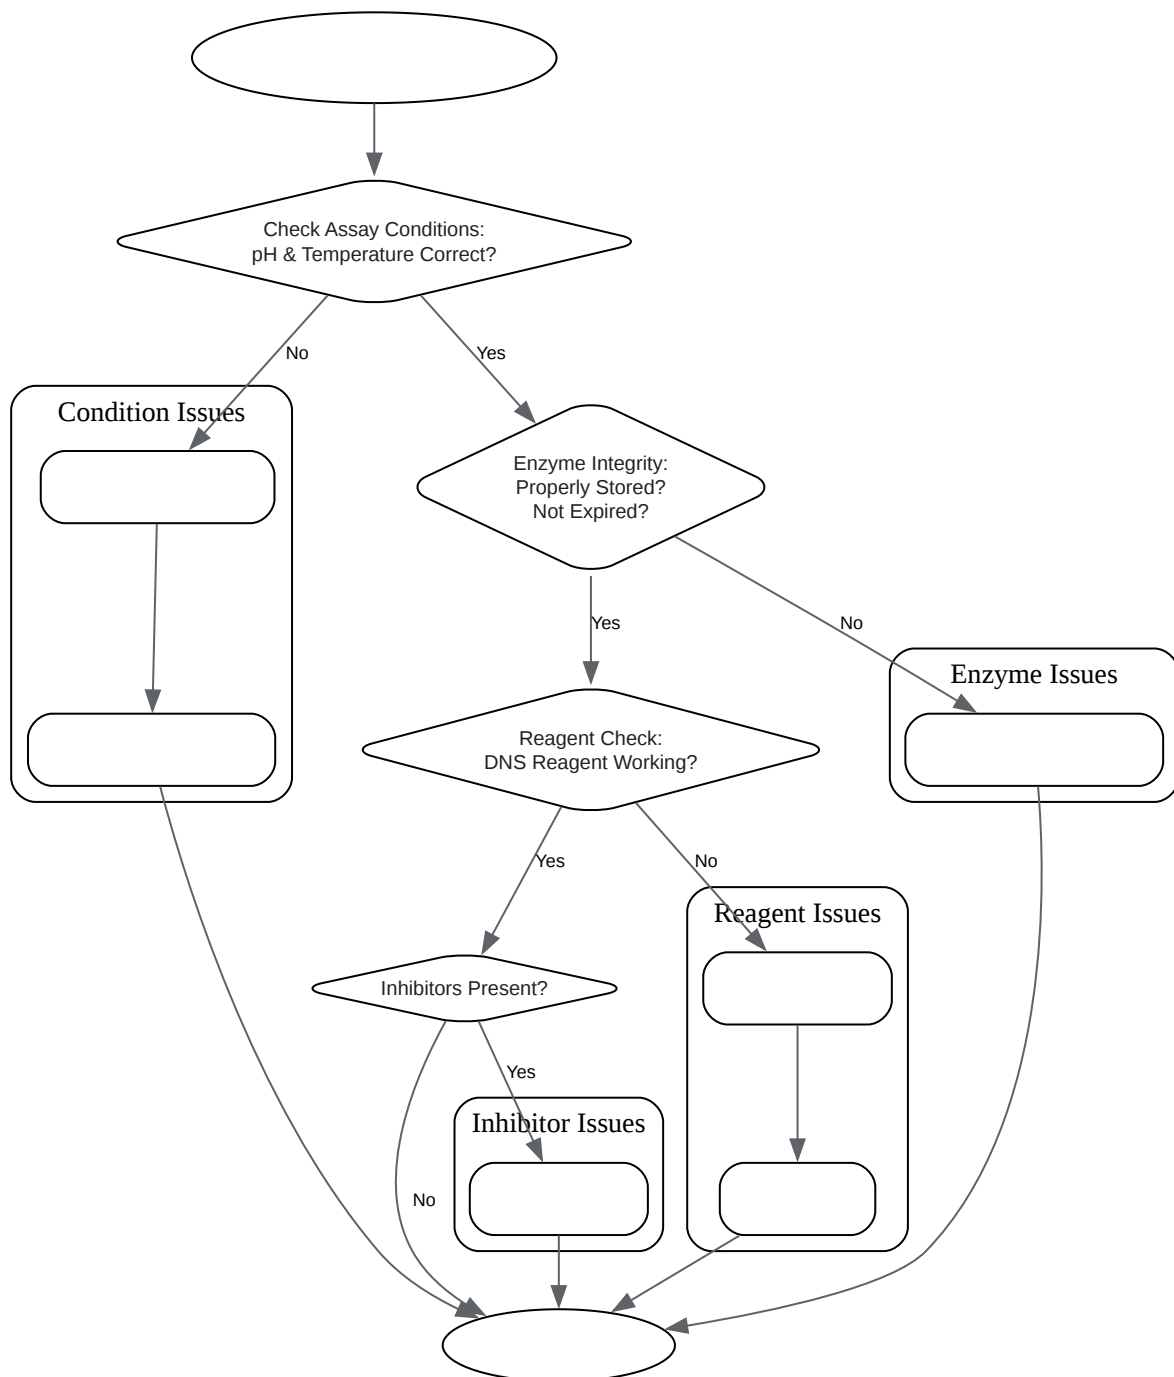 Check Assay Conditions:
pH & Temperature Correct?
No
Yes
Condition Issues
Enzyme Integrity:
Properly Stored?
Not Expired?
Yes
No
Enzyme Issues
Reagent Check:
DNS Reagent Working?
Yes
No
Reagent Issues
Inhibitors Present?
Yes
Inhibitor Issues
No